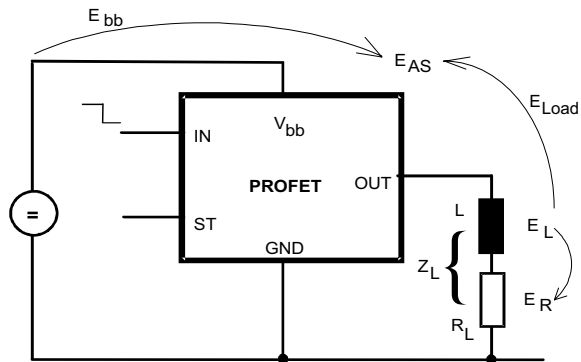 E bb
E AS
E Load
IN
V bb
PROFET
OUT
=
ST
GND
L
E L
Z L
{
E R
R L